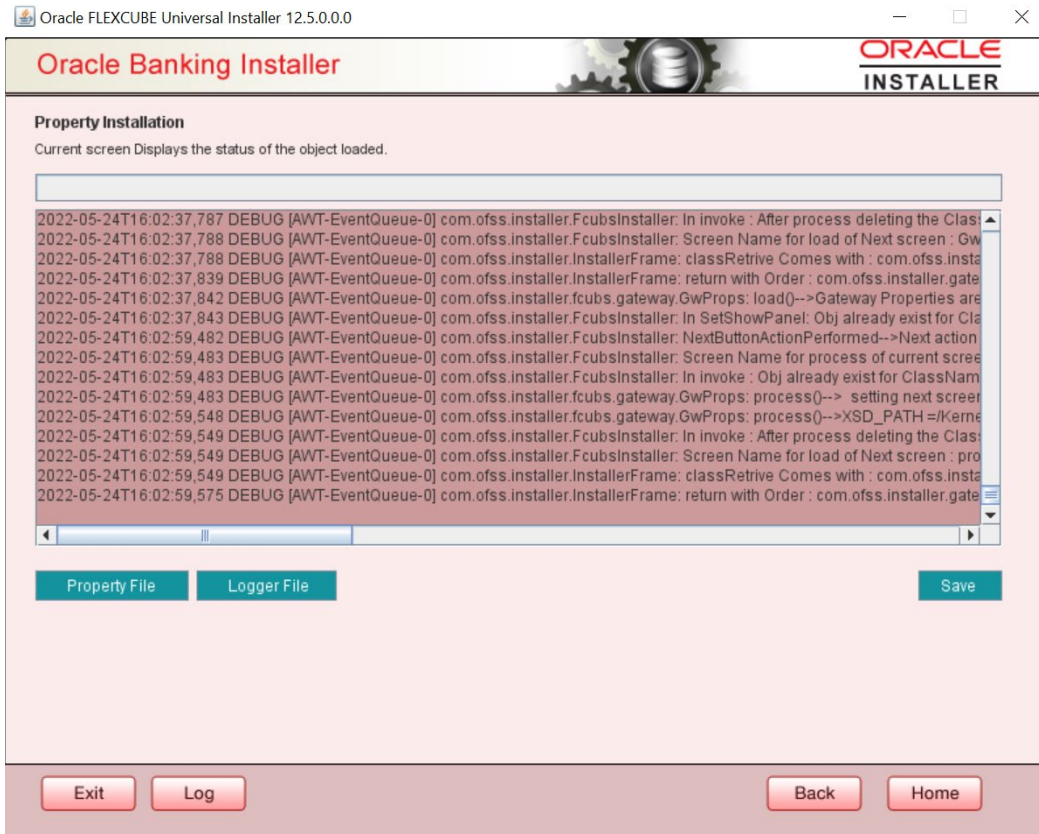 Oracle FLEXCUBE Universal Installer 12.5.0.0.0
Oracle Banking Installer
ORACLE
INSTALLER
Property Installation
Current screen Displays the status of the object loaded.
2022-05-24T16:02:37,787 DEBUG [AWT-EventQueue-0] com.ofss.installer.FcubsInstaller: In invoke : After process deleting the Clas
2022-05-24T16:02:37,788 DEBUG [AWT-EventQueue-0] com.ofss.installer.FcubsInstaller: Screen Name for load of Next screen : Gw
2022-05-24T16:02:37,788 DEBUG [AWT-EventQueue-0] com.ofss.installer.InstallerFrame: classRetrive Comes with : com.ofss.insta
2022-05-24T16:02:37,839 DEBUG [AWT-EventQueue-0] com.ofss.installer.InstallerFrame: return with Order : com.ofss.installer.gate
2022-05-24T16:02:37,842 DEBUG [AWT-EventQueue-0] com.ofss.installer.fcubs.gateway.GwProps: load()-->Gateway Properties are
2022-05-24T16:02:37,843 DEBUG [AWT-EventQueue-0] com.ofss.installer.FcubsInstaller: In SetShowPanel: Obj already exist for Cla
2022-05-24T16:02:59,482 DEBUG [AWT-EventQueue-0] com.ofss.installer.FcubsInstaller: NextButtonActionPerformed-->Next action
2022-05-24T16:02:59,483 DEBUG [AWT-EventQueue-0] com.ofss.installer.FcubsInstaller: Screen Name for process of current scree
2022-05-24T16:02:59,483 DEBUG [AWT-EventQueue-0] com.ofss.installer.FcubsInstaller: In invoke : Obj already exist for ClassNam
2022-05-24T16:02:59,483 DEBUG [AWT-EventQueue-0] com.ofss.installer.fcubs.gateway.GwProps: process()--> setting next screen
2022-05-24T16:02:59,548 DEBUG [AWT-EventQueue-0] com.ofss.installer.fcubs.gateway.GwProps: process()-->XSD_PATH =/Kerne
2022-05-24T16:02:59,549 DEBUG [AWT-EventQueue-0] com.ofss.installer.FcubsInstaller: In invoke : After process deleting the Clas
2022-05-24T16:02:59,549 DEBUG [AWT-EventQueue-0] com.ofss.installer.FcubsInstaller: Screen Name for load of Next screen : pro
2022-05-24T16:02:59,549 DEBUG [AWT-EventQueue-0] com.ofss.installer.InstallerFrame: classRetrive Comes with : com.ofss.insta
2022-05-24T16:02:59,575 DEBUG [AWT-EventQueue-0] com.ofss.installer.InstallerFrame: return with Order : com.ofss.installer.gate
Property File Logger File Save
Exit Log Back Home